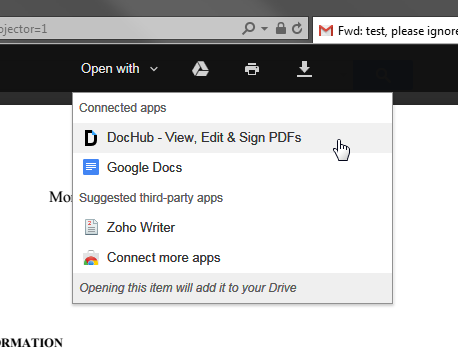 ojector=1
Fwd: test, please ignore
Open with
Connected apps
DocHub - View, Edit & Sign PDFs
Google Docs
Mo
Suggested third-party apps
Zoho Writer
Connect more apps
Opening this item will add it to your Drive
ORMATION